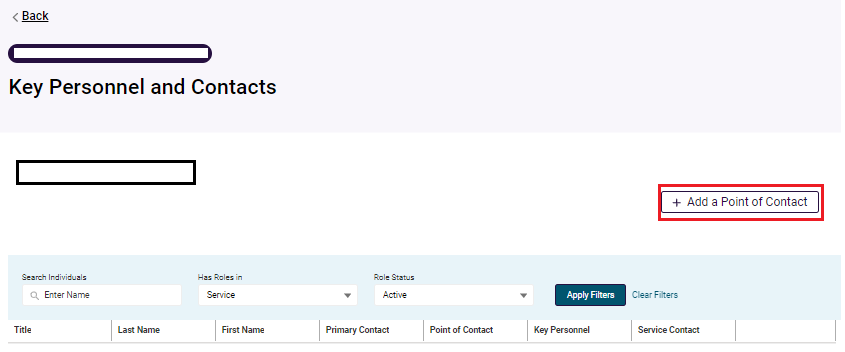 Back
Key Personnel and Contacts
+ Add a Point of Contact
Search Individuals Has Roles in Role Status
Enter Name Service Active Apply Filters Clear Filters
Title Last Name First Name Primary Contact Point of Contact Key Personnel Service Contact